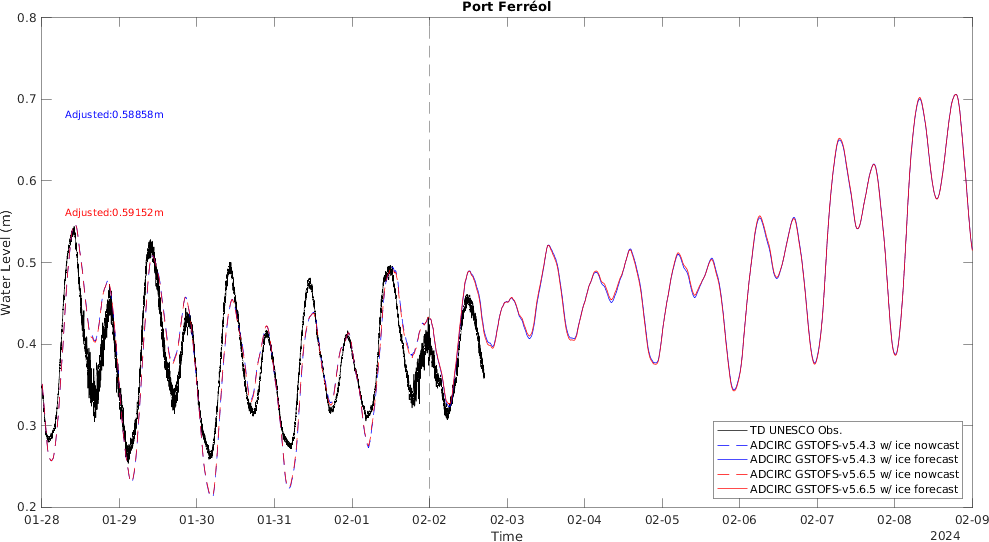 Port Ferréol
0.8
0.7
0.6
0.5
0.4
0.3
0.2
Water Level (m)
Adjusted:0.58858m
Adjusted:0.59152m
TD UNESCO Obs.
ADCIRC GSTOFS-v5.4.3 w/ ice nowcast
ADCIRC GSTOFS-v5.4.3 w/ ice forecast
ADCIRC GSTOFS-v5.6.5 w/ ice nowcast
ADCIRC GSTOFS-v5.6.5 w/ ice forecast
01-28 01-29 01-30 01-31 02-01 02-02 02-03 02-04 02-05 02-06 02-07 02-08 02-09
Time
2024